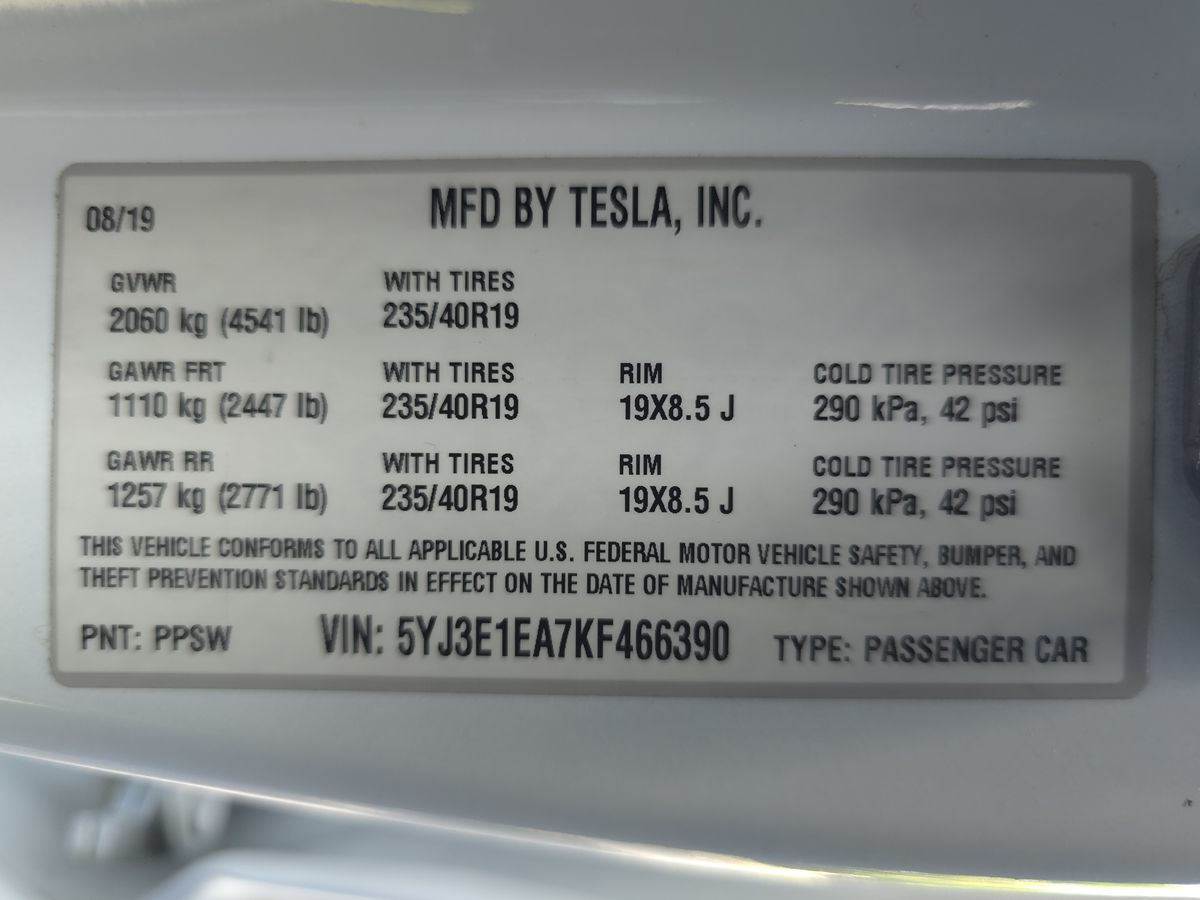 08/19 MFD BY TESLA, INC.
GVWR WITH TIRES
2060 kg (4541 lb) 235/40R19
GAWR FRT WITH TIRES RIM COLD TIRE PRESSURE
1110 kg (2447 lb) 235/40R19 19X8.5 J 290 kPa, 42 psi
GAWR RR WITH TIRES RIM COLD TIRE PRESSURE
1257 kg (2771 lb) 235/40R19 19X8.5 J 290 kPa, 42 psi
THIS VEHICLE CONFORMS TO ALL APPLICABLE U.S. FEDERAL MOTOR VEHICLE SAFETY, BUMPER, AND
THEFT PREVENTION STANDARDS IN EFFECT ON THE DATE OF MANUFACTURE SHOWN ABOVE.
PNT: PPSW VIN: 5YJ3E1EA7KF466390 TYPE: PASSENGER CAR